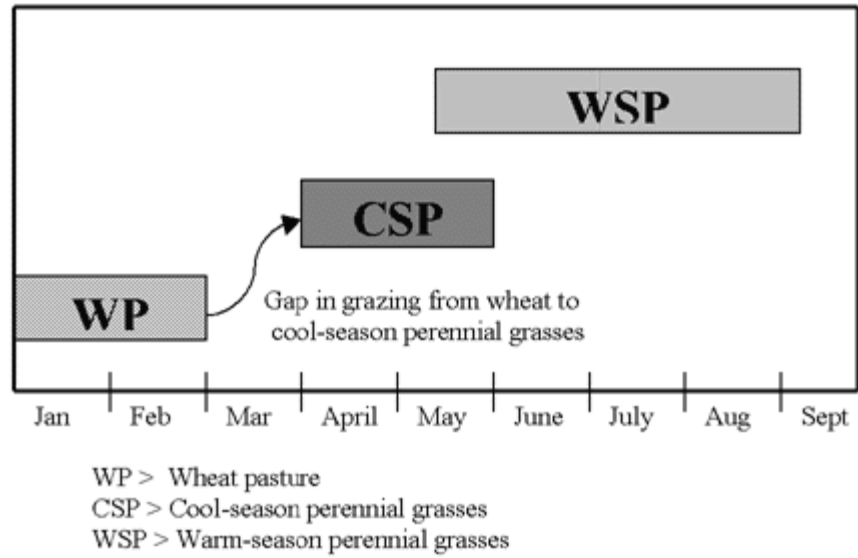 WSP
CSP
WP
Gap in grazing from wheat to
cool-season perennial grasses
Jan Feb Mar April May June July Aug Sept
WP > Wheat pasture
CSP > Cool-season perennial grasses
WSP > Warm-season perennial grasses